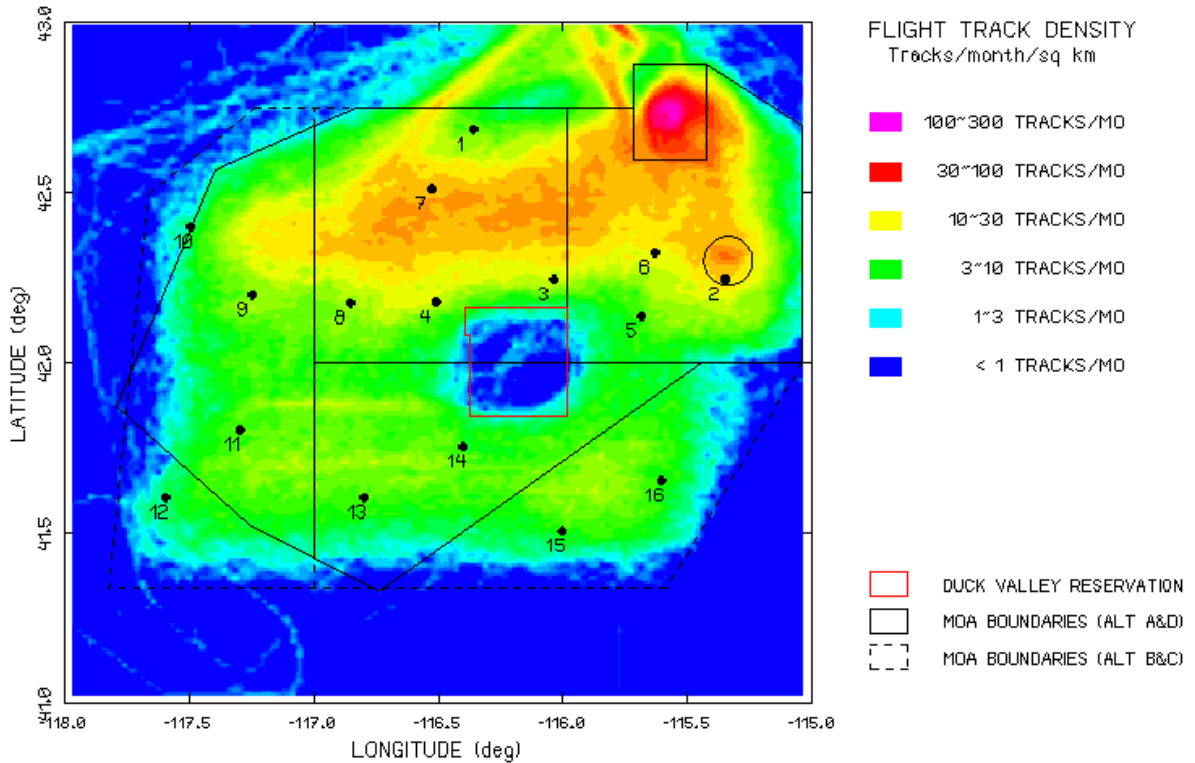 FLIGHT TRACK DENSITY
Tracks/month/sq km
100~300 TRACKS/MO
30~100 TRACKS/MO
10~30 TRACKS/MO
3~10 TRACKS/MO
1~3 TRACKS/MO
< 1 TRACKS/MO
DUCK VALLEY RESERVATION
MOA BOUNDARIES (ALT A&D)
MOA BOUNDARIES (ALT B&C)
43.0
42.5
42.0
41.5
41.0
LATITUDE (deg)
1
7
10
6
2
3
9
8
4
5
11
14
16
12
13
15
-118.0
-117.5
-117.0
-116.5
-116.0
-115.5
-115.0
LONGITUDE (deg)